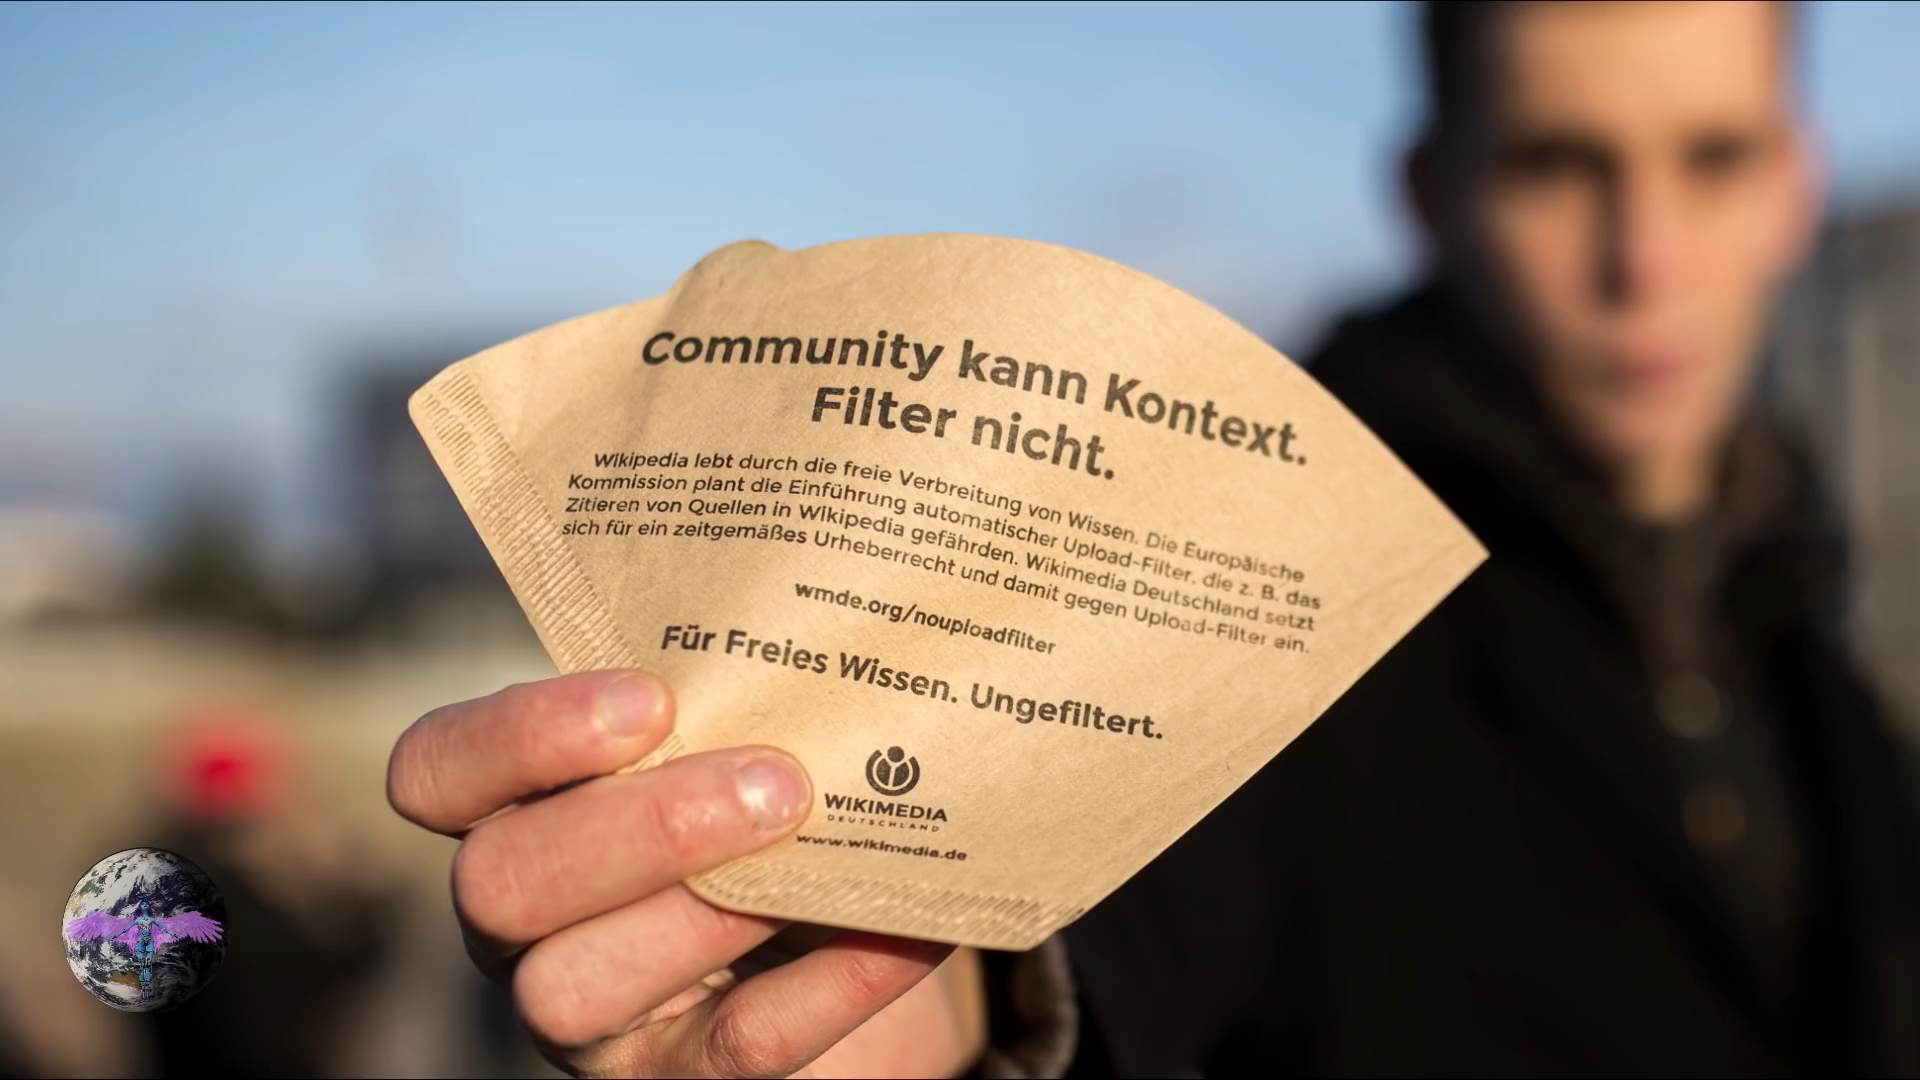 Community kann Kontext.
Filter nicht.
Wikipedia lebt durch die freie Verbreitung von Wissen. Die Europäische
Kommission plant die Einführung automatischer Upload-Filter, die z. B. das
Zitieren von Quellen in Wikipedia gefährden. Wikimedia Deutschland setzt
sich für ein zeitgemäßes Urheberrecht und damit gegen Upload-Filter ein.
wmde.org/nouploadfilter
Für Freies Wissen. Ungefiltert.
WIKIMEDIA
DEUTSCHLAND
www.wikimedia.de